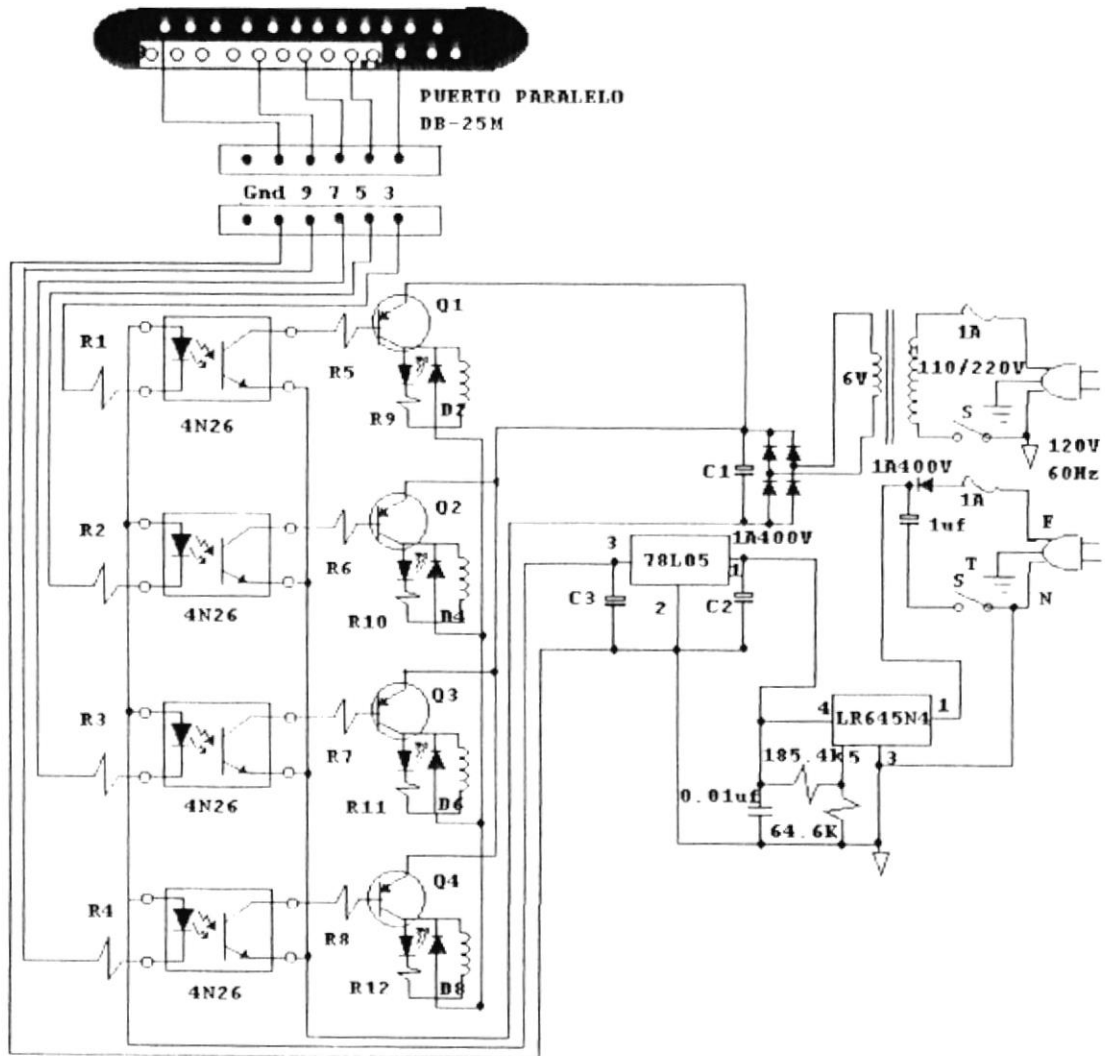 PUERTO PARALELO
DB-25M
Gnd 9 7 5 3
R1
4N26
R5
Q1
R9
D2
6V
1A
110/220V
S
120V
60Hz
C1
1A400V
1A400V
1A
1uf
F
T
S
N
R2
4N26
R6
Q2
R10
D4
3
78L05
1
2
C3
C2
R3
4N26
R7
Q3
R11
D6
4
LR645N4
1
185.4k
5
3
0.01uf
64.6K
R4
4N26
R8
Q4
R12
D8